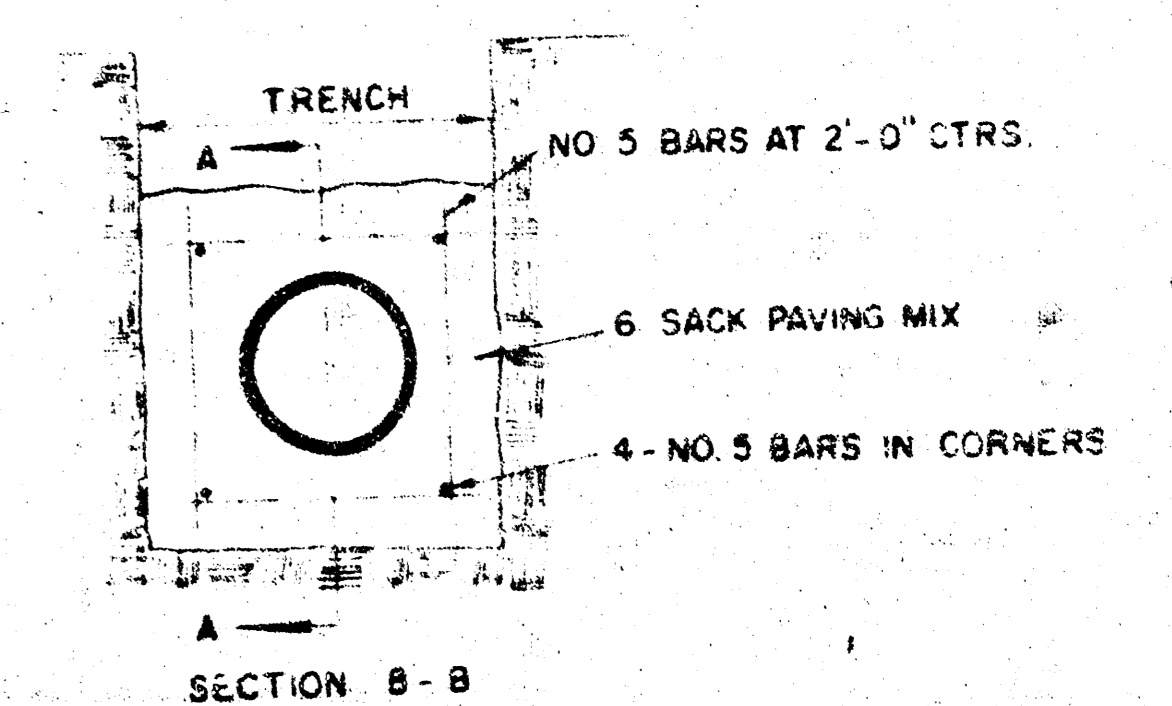 TRENCH
A
NO. 5 BARS AT 2'-0" CTRS.
6 SACK PAVING MIX
4-NO. 5 BARS IN CORNERS
A
SECTION B-B